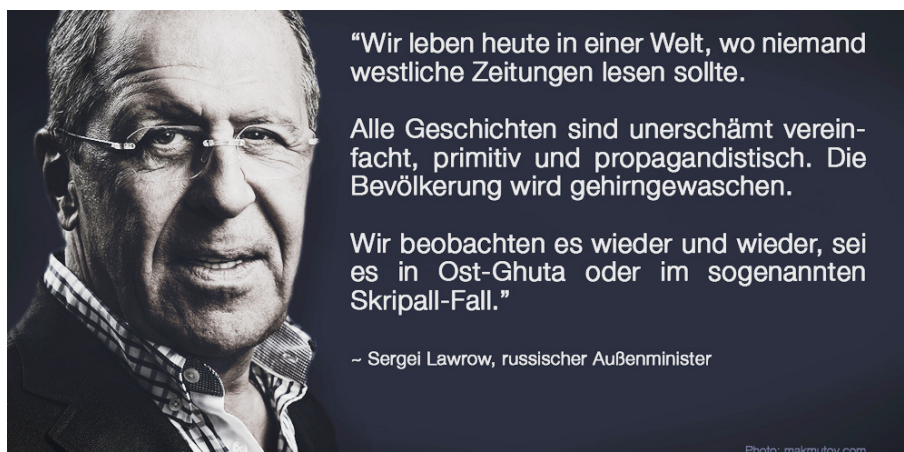 “Wir leben heute in einer Welt, wo niemand
westliche Zeitungen lesen sollte.
Alle Geschichten sind unerschämt verein-
facht, primitiv und propagandistisch. Die
Bevölkerung wird gehirngewaschen.
Wir beobachten es wieder und wieder, sei
es in Ost-Ghuta oder im sogenannten
Skripall-Fall.”
~ Sergei Lawrow, russischer Außenminister
Photo: makmutov.com